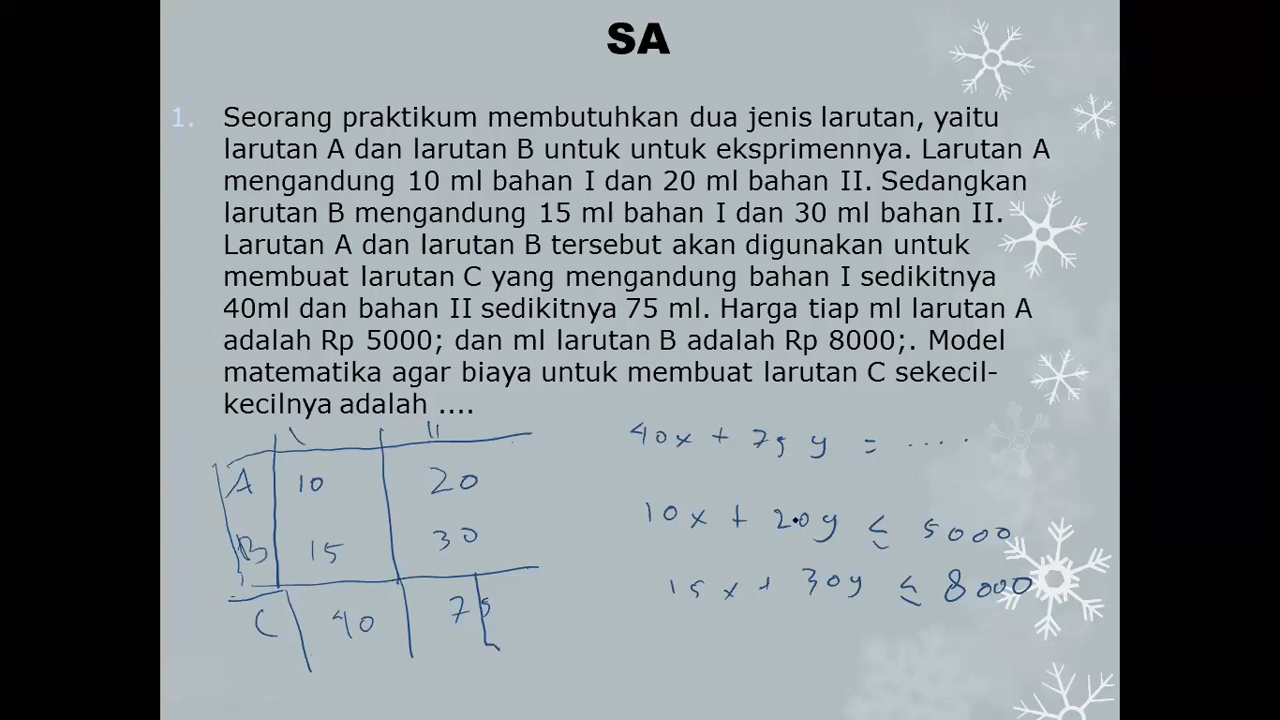 SA
1. Seorang praktikum membutuhkan dua jenis larutan, yaitu
larutan A dan larutan B untuk untuk eksprimennya. Larutan A
mengandung 10 ml bahan I dan 20 ml bahan II. Sedangkan
larutan B mengandung 15 ml bahan I dan 30 ml bahan II.
Larutan A dan larutan B tersebut akan digunakan untuk
membuat larutan C yang mengandung bahan I sedikitnya
40ml dan bahan II sedikitnya 75 ml. Harga tiap ml larutan A
adalah Rp 5000; dan ml larutan B adalah Rp 8000;. Model
matematika agar biaya untuk membuat larutan C sekecil-
kecilnya adalah ....
I II
A 10 20
B 15 30
C 40 75
40x + 75y = .....
10x + 20y ≤ 5000
15x + 30y ≤ 8000